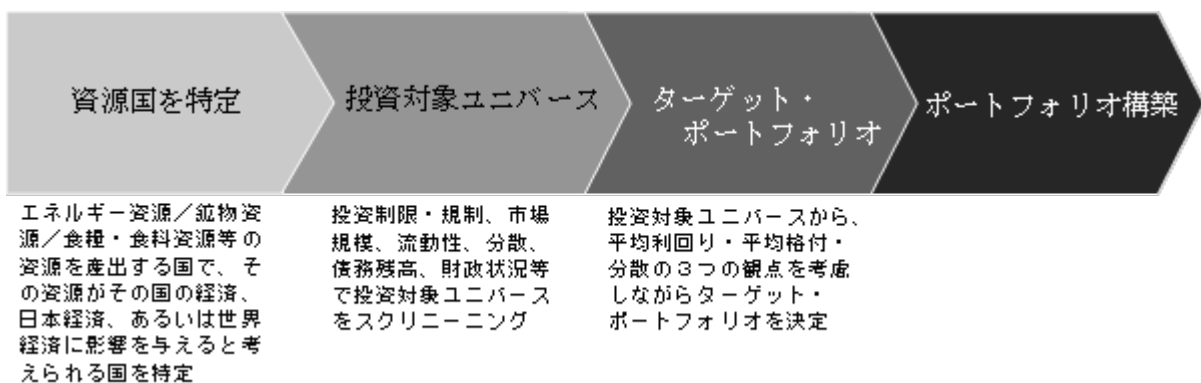 資源国を特定
投資対象ユニバース
ターゲット・
ポートフォリオ
ポートフォリオ構築
エネルギー資源／鉱物資
源／食糧・食料資源等の
資源を産出する国で、そ
の資源がその国の経済、
日本経済、あるいは世界
経済に影響を与えると考
えられる国を特定
投資制限・規制、市場
規模、流動性、分散、
債務残高、財政状況等
で投資対象ユニバース
をスクリーニング
投資対象ユニバースから、
平均利回り・平均格付・
分散の３つの観点を考慮
しながらターゲット・
ポートフォリオを決定